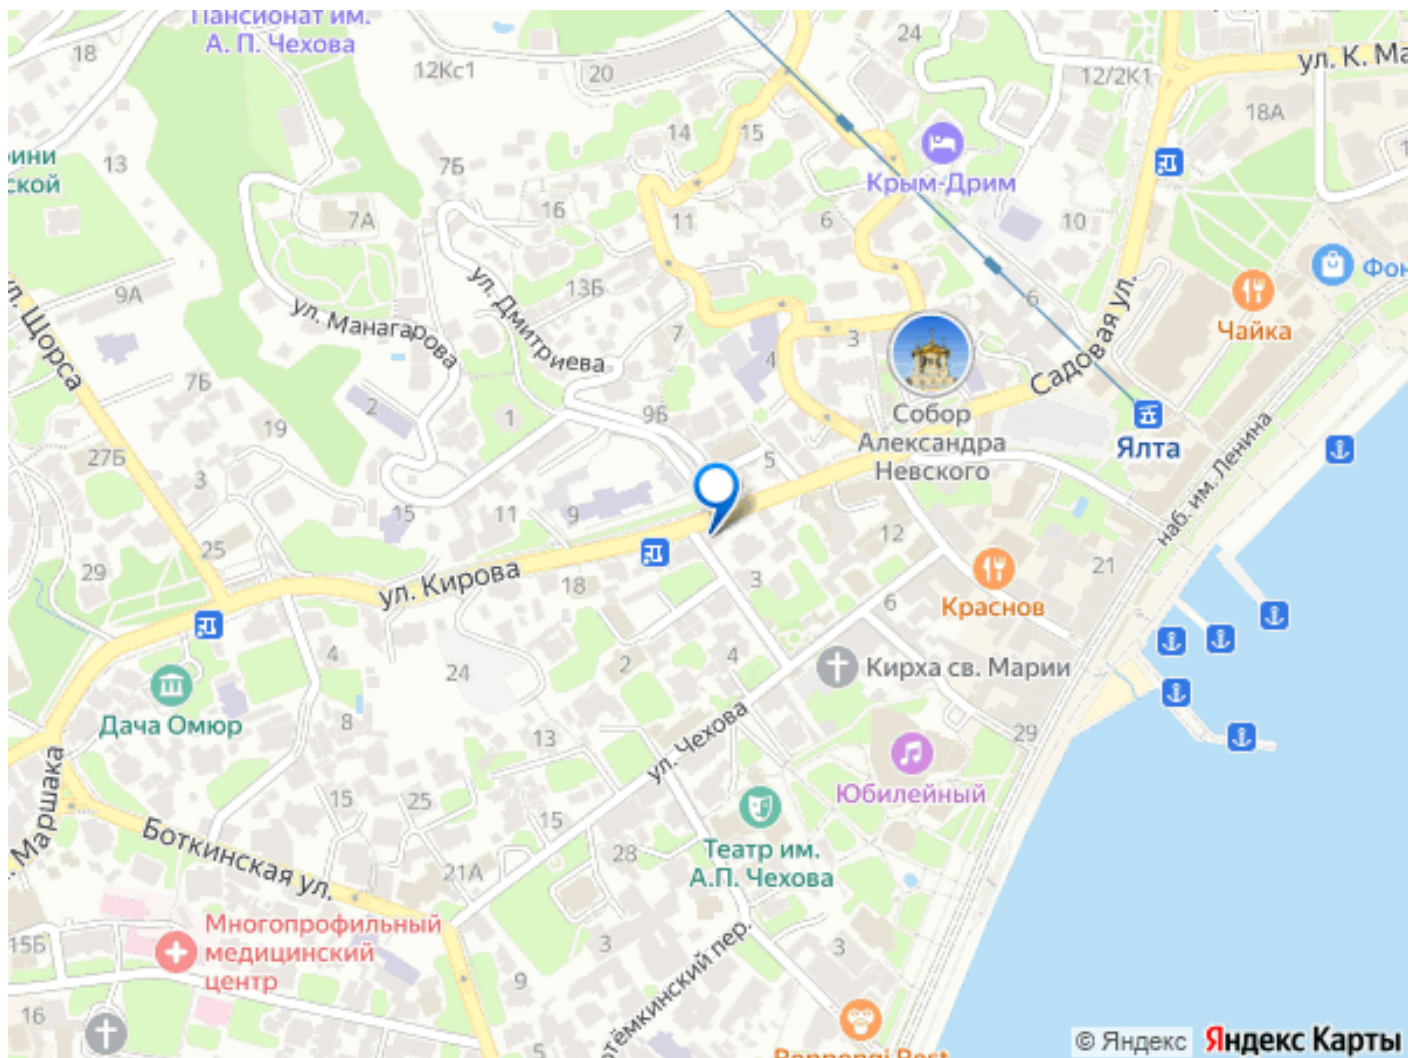 Пансионат им.
А. П. Чехова
18
12Кс1
20
24
12/2К1
ул. К. Ма
18А
14
15
13
7Б
Крым-Дрим
ской
7А
16
11
6
10
Фон
ул. Дмитриева
13Б
9А
ул. Манагарова
7
3
6
Чайка
ул. Щорса
4
Садовая ул.
7Б
2
1
9Б
Собор
Александра
Невского
Ялта
наб. им. Ленина
19
27Б
3
5
15
11
9
12
25
29
21
ул. Кирова
18
3
6
Краснов
4
24
2
4
Кирха св. Марии
Дача Омюр
8
13
ул. Чехова
29
Юбилейный
Маршака
15
25
15
Боткинская ул.
21А
28
Театр им.
А.П. Чехова
Многопрофильный
медицинский
центр
15Б
3
9
3
16
5
© Яндекс
Яндекс Карты